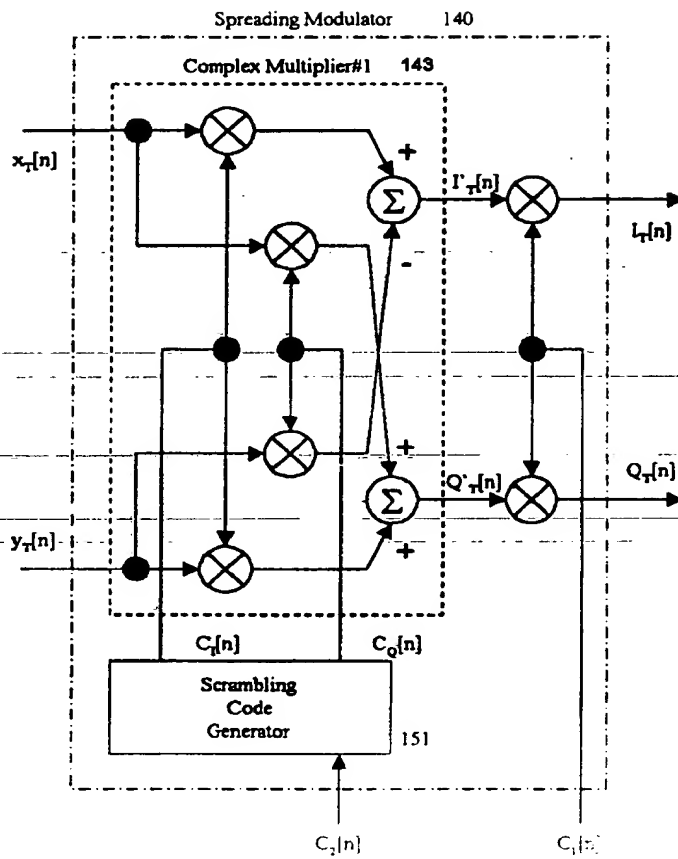 Spreading Modulator 140
Complex Multiplier#1 143
x_T[n]
+
Σ
I'_T[n]
I_T[n]
-
+
Σ
Q'_T[n]
Q_T[n]
+
y_T[n]
C_I[n] C_Q[n]
Scrambling
Code
Generator
151
C_2[n] C_1[n]